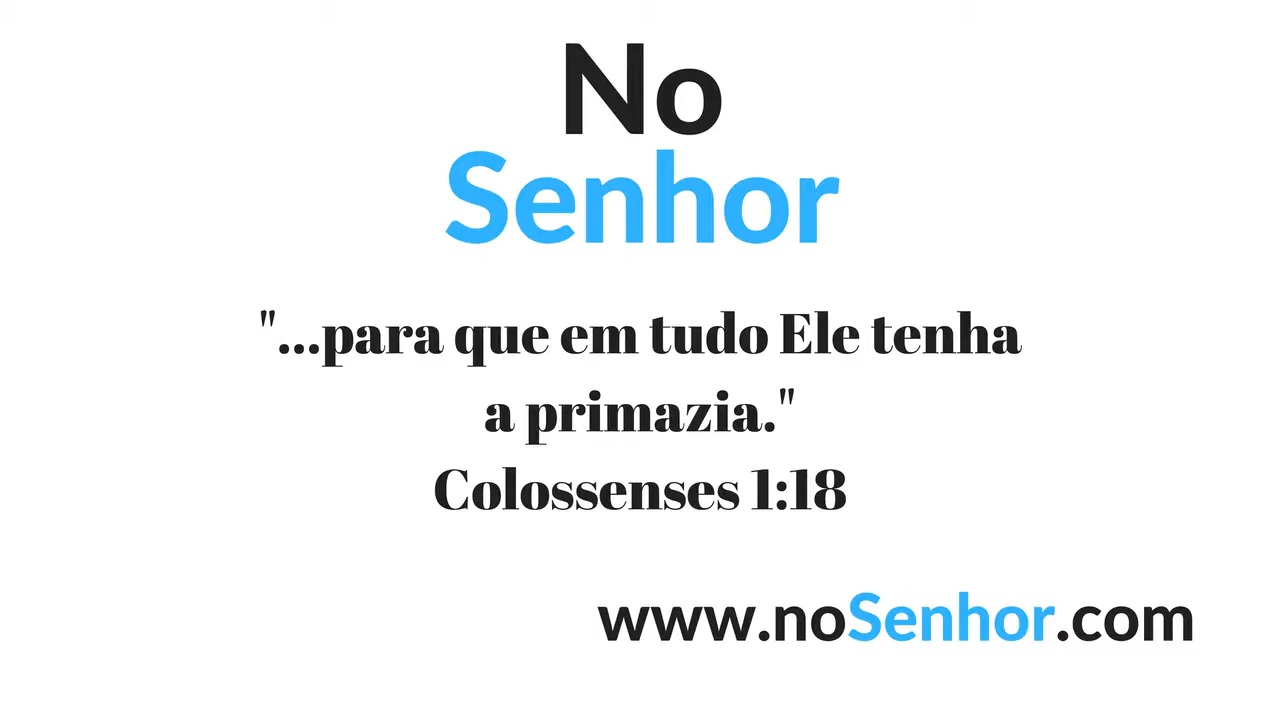 No
Senhor
"...para que em tudo Ele tenha
a primazia."
Colossenses 1:18
www.noSenhor.com